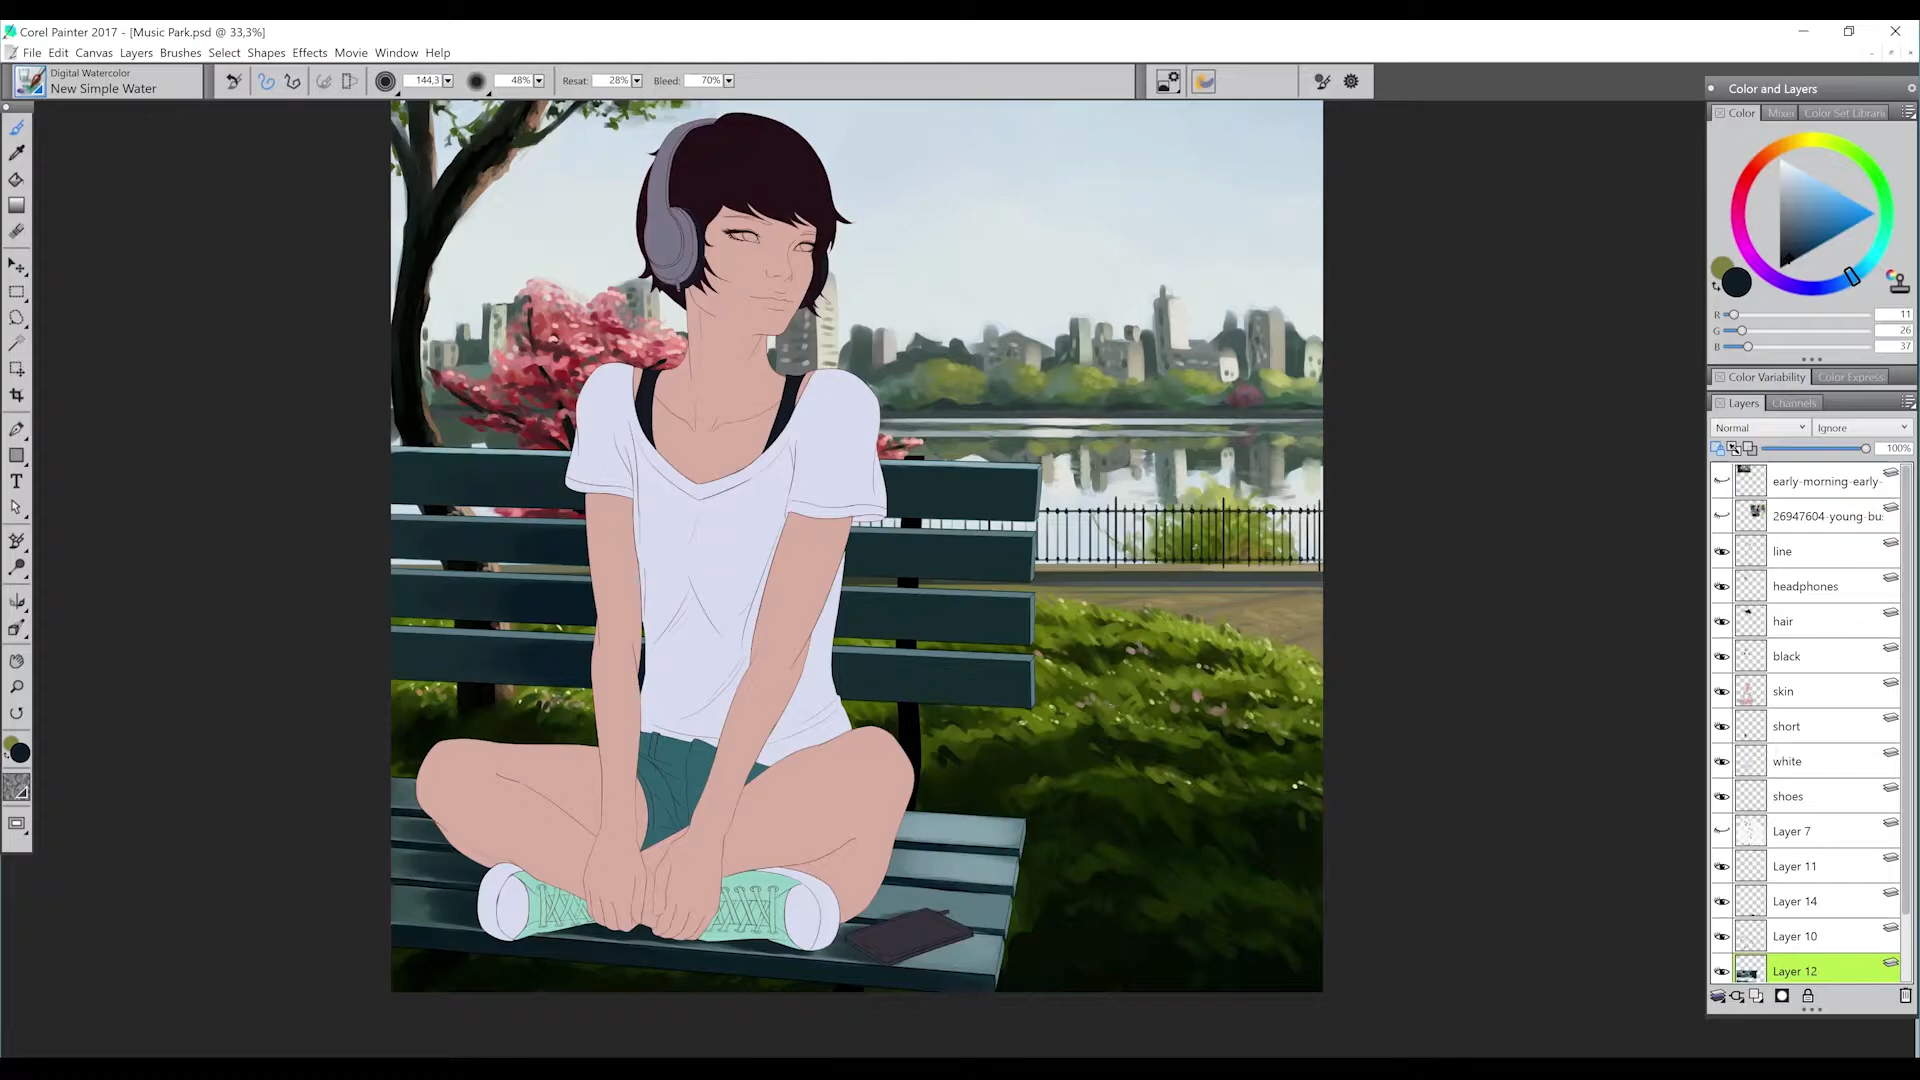 Corel Painter 2017 - [Music Park.psd @ 33,3%]
File Edit Canvas Layers Brushes Select Shapes Effects Movie Window Help
Digital Watercolor
New Simple Water
144,3
48%
Resat: 28%
Bleed: 70%
Color and Layers
Color Mixer Color Set Librari
R 11
G 26
B 37
Color Variability Color Express
Layers Channels
Normal Ignore
100%
early-morning-early-
26947604-young-bu
line
headphones
hair
black
skin
short
white
shoes
Layer 7
Layer 11
Layer 14
Layer 10
Layer 12
T